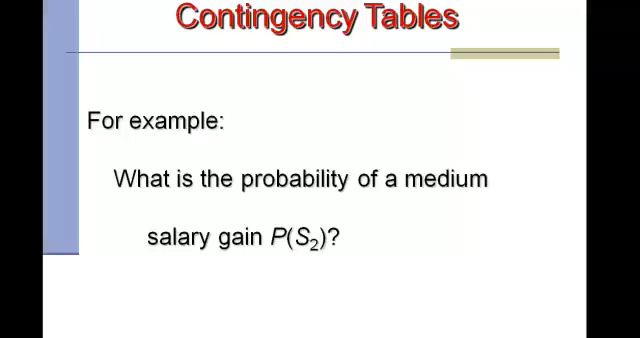 Contingency Tables
For example:
What is the probability of a medium
salary gain P(S₂)?